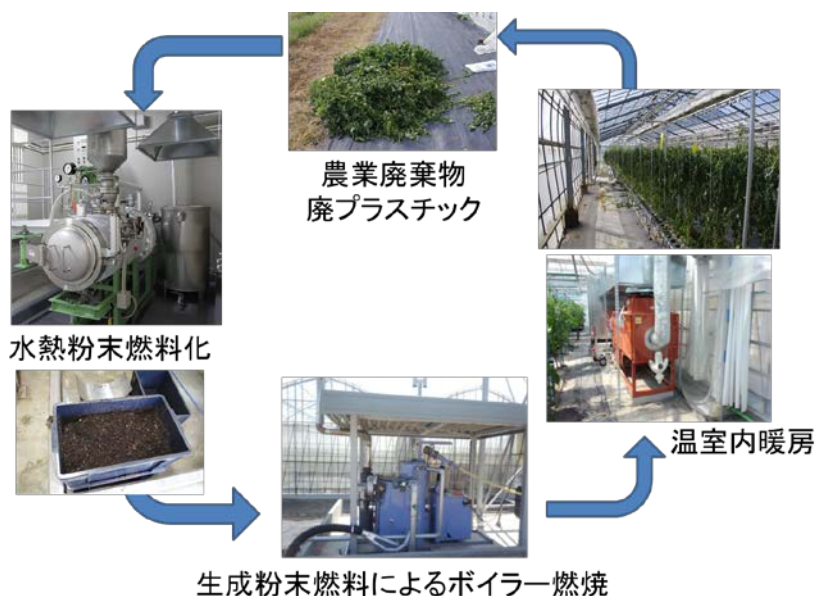 農業廃棄物
廃プラスチック
水熱粉末燃料化
生成粉末燃料によるボイラー燃焼
温室内暖房